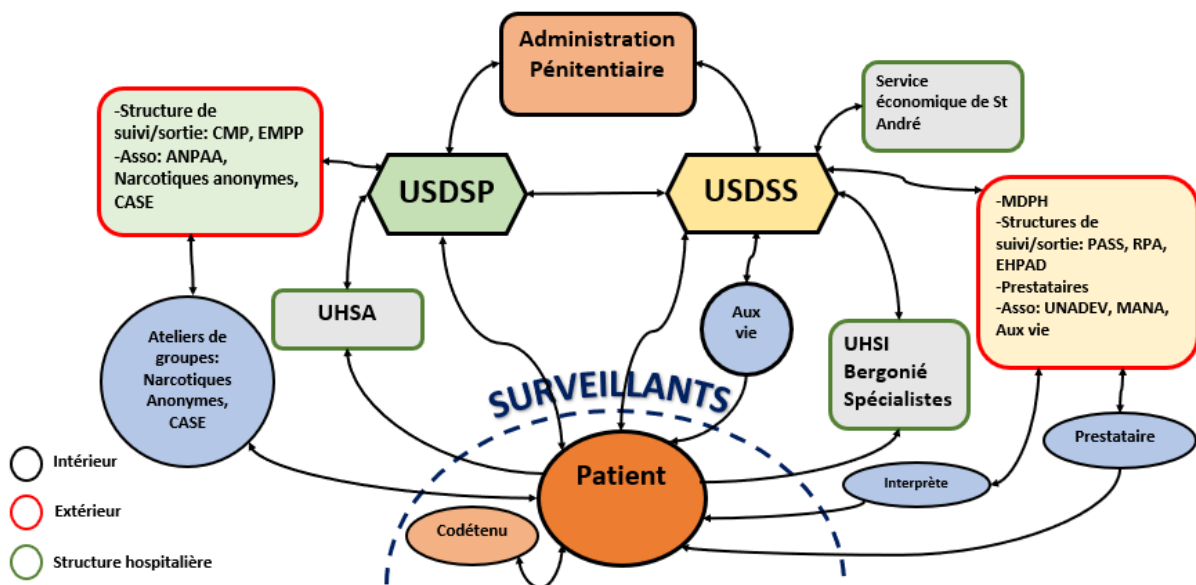 Administration
Pénitentiaire
Service
économique de St
André
-Structure de
suivi/sortie: CMP, EMPP
-Asso: ANPAA,
Narcotiques anonymes,
CASE
USDSP
USDSS
-MDPH
-Structures de
suivi/sortie: PASS, RPA,
EHPAD
-Prestataires
-Asso: UNADEV, MANA,
Aux vie
UHSA
Aux
vie
Ateliers de
groupes:
Narcotiques
Anonymes,
CASE
UHSI
Bergonié
Spécialistes
SURVEILLANTS
Prestataire
Patient
Interprète
Codétenu
Intérieur
Extérieur
Structure hospitalière